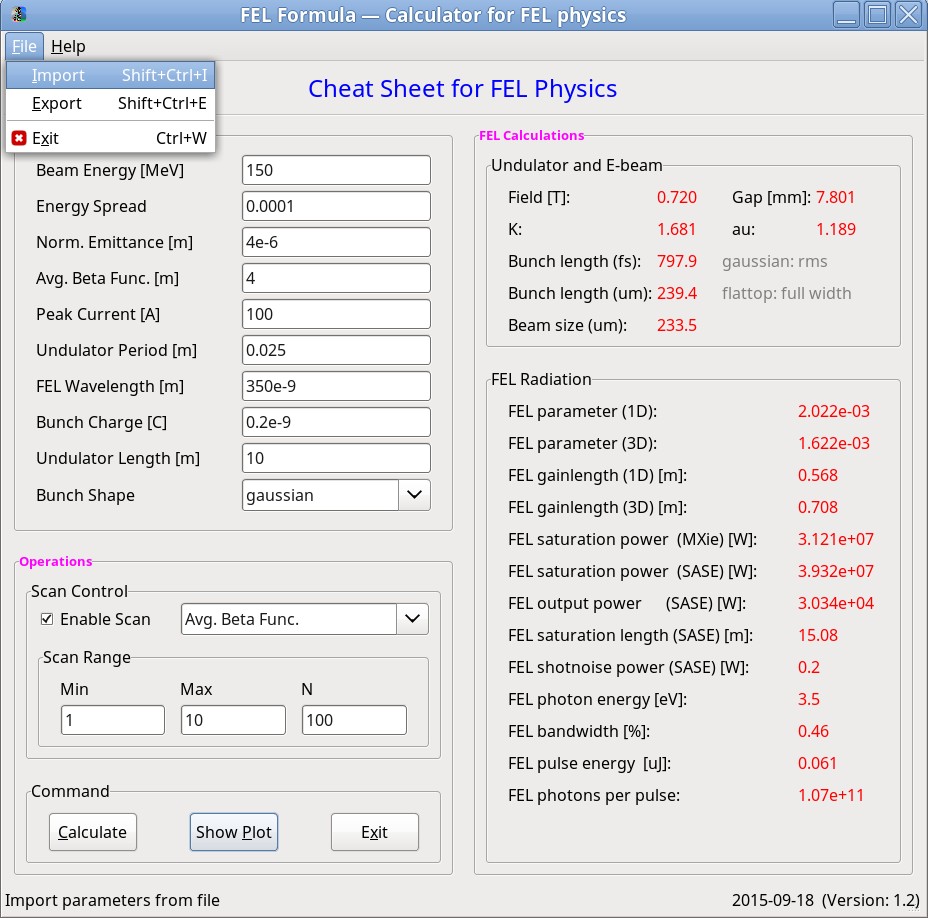 FEL Formula — Calculator for FEL physics
File Help
Import Shift+Ctrl+I
Export Shift+Ctrl+E
Exit Ctrl+W
Cheat Sheet for FEL Physics
Beam Energy [MeV] 150
Energy Spread 0.0001
Norm. Emittance [m] 4e-6
Avg. Beta Func. [m] 4
Peak Current [A] 100
Undulator Period [m] 0.025
FEL Wavelength [m] 350e-9
Bunch Charge [C] 0.2e-9
Undulator Length [m] 10
Bunch Shape gaussian
Operations
Scan Control
Enable Scan Avg. Beta Func.
Scan Range
Min Max N
1 10 100
Command
Calculate Show Plot Exit
FEL Calculations
Undulator and E-beam
Field [T]: 0.720 Gap [mm]: 7.801
K: 1.681 au: 1.189
Bunch length (fs): 797.9 gaussian: rms
Bunch length (um): 239.4 flattop: full width
Beam size (um): 233.5
FEL Radiation
FEL parameter (1D): 2.022e-03
FEL parameter (3D): 1.622e-03
FEL gainlength (1D) [m]: 0.568
FEL gainlength (3D) [m]: 0.708
FEL saturation power (MXie) [W]: 3.121e+07
FEL saturation power (SASE) [W]: 3.932e+07
FEL output power (SASE) [W]: 3.034e+04
FEL saturation length (SASE) [m]: 15.08
FEL shotnoise power (SASE) [W]: 0.2
FEL photon energy [eV]: 3.5
FEL bandwidth [%]: 0.46
FEL pulse energy [uJ]: 0.061
FEL photons per pulse: 1.07e+11
Import parameters from file
2015-09-18 (Version: 1.2)